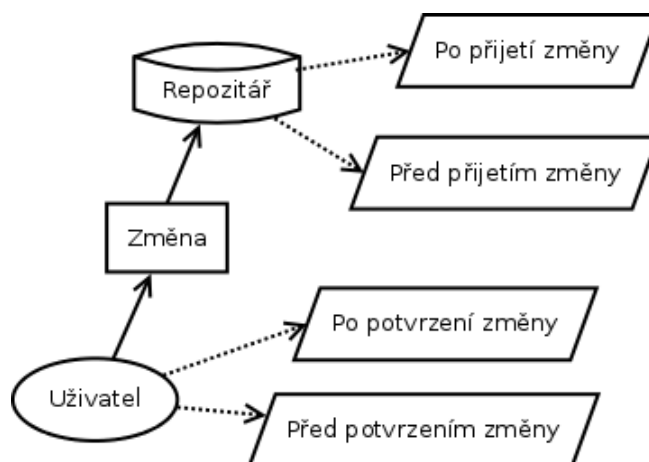 Po přijetí změny
Repozitář
Před přijetím změny
Změna
Po potvrzení změny
Uživatel
Před potvrzením změny